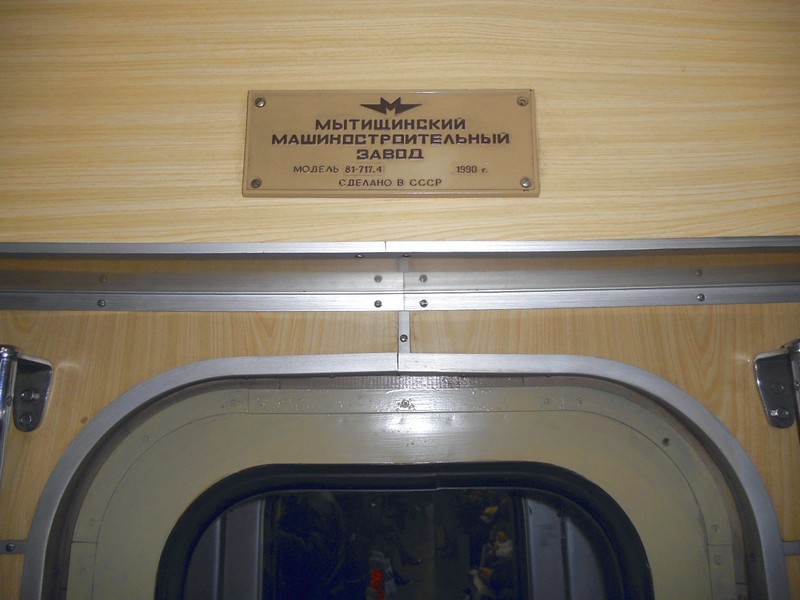 М
МЫТИЩИНСКИЙ
МАШИНОСТРОИТЕЛЬНЫЙ
ЗАВОД
МОДЕЛЬ 81-717.4 1990 г.
СДЕЛАНО В СССР